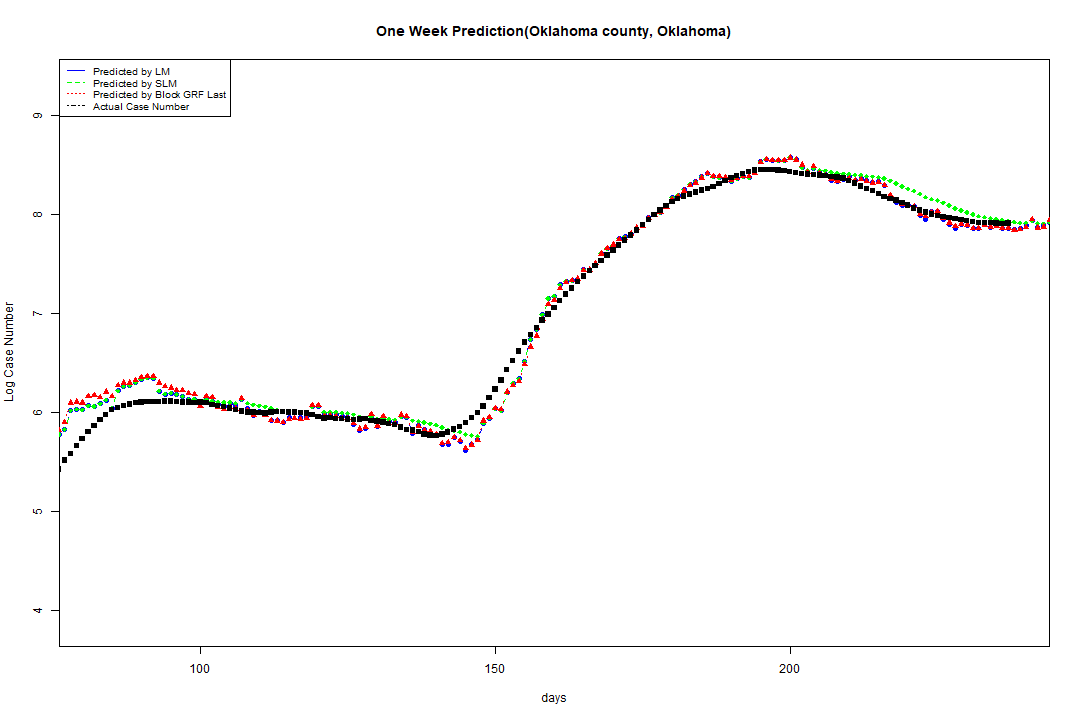 One Week Prediction(Oklahoma county, Oklahoma)
Predicted by LM
Predicted by SLM
Predicted by Block GRF Last
Actual Case Number
9
8
7
6
5
4
Log Case Number
100 150 200
days